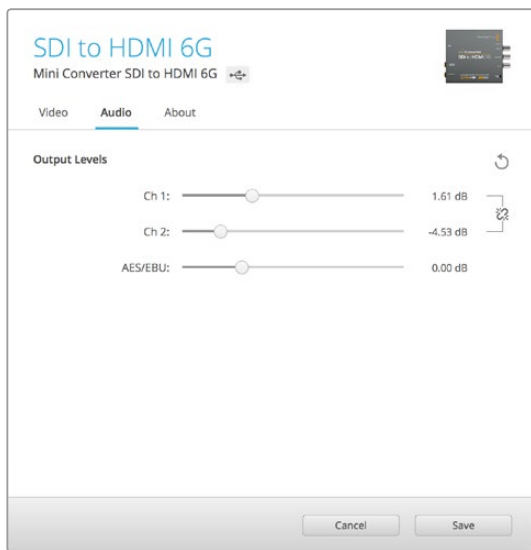 SDI to HDMI 6G
Mini Converter SDI to HDMI 6G
Video Audio About
Output Levels
Ch 1: 1.61 dB
Ch 2: -4.53 dB
AES/EBU: 0.00 dB
Cancel Save